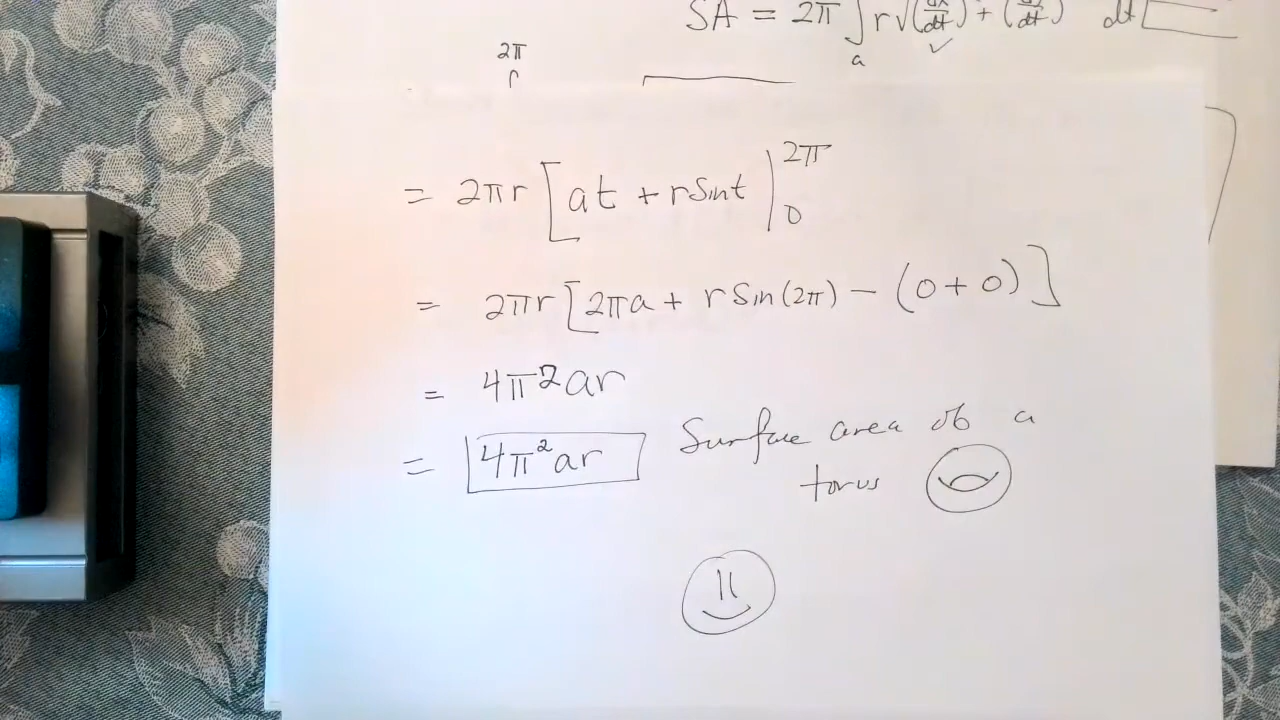 SA = 2π ∫ r √(dx/dt)² + (dy/dt)² dt
a
2π
= 2πr [at + r sint |₀^2π
= 2πr [2πa + r sin(2π) − (0 + 0)]
= 4π²ar
= 4π²ar Surface area of a
torus